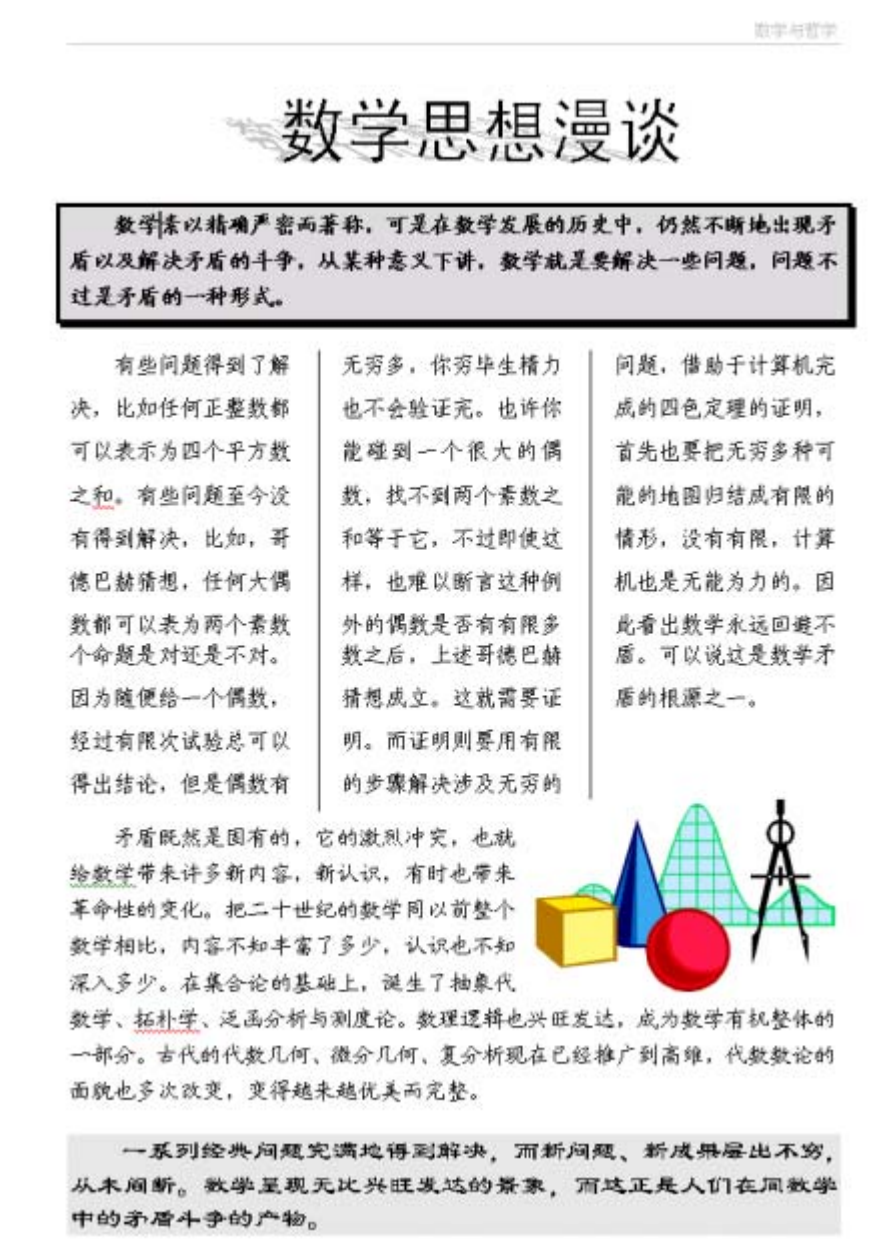 数学与哲学
数学思想漫谈
数学素以精确严密而著称，可是在数学发展的历史中，仍然不断地出现矛
盾以及解决矛盾的斗争，从某种意义下讲，数学就是要解决一些问题，问题不
过是矛盾的一种形式。
有些问题得到了解
决，比如任何正整数都
可以表示为四个平方数
之和。有些问题至今没
有得到解决，比如，哥
德巴赫猜想，任何大偶
数都可以表为两个素数
个命题是对还是不对。
因为随便给一个偶数，
经过有限次试验总可以
得出结论，但是偶数有
无穷多，你穷毕生精力
也不会验证完。也许你
能碰到一个很大的偶
数，找不到两个素数之
和等于它，不过即使这
样，也难以断言这种例
外的偶数是否有有限多
数之后，上述哥德巴赫
猜想成立。这就需要证
明。而证明则要用有限
的步骤解决涉及无穷的
问题，借助于计算机完
成的四色定理的证明，
首先也要把无穷多种可
能的地图归结成有限的
情形，没有有限，计算
机也是无能为力的。因
此看出数学永远回避不
盾。可以说这是数学矛
盾的根源之一。
矛盾既然是固有的，它的激烈冲突，也就
给数学带来许多新内容，新认识，有时也带来
革命性的变化。把二十世纪的数学同以前整个
数学相比，内容不知丰富了多少，认识也不知
深入多少。在集合论的基础上，诞生了抽象代
数学、拓朴学、泛函分析与测度论。数理逻辑也兴旺发达，成为数学有机整体的
一部分。古代的代数几何、微分几何、复分析现在已经推广到高维，代数数论的
面貌也多次改变，变得越来越优美而完整。
一系列经典问题完满地得到解决，而新问题、新成果层出不穷，
从未间断。数学呈现无比兴旺发达的景象，而这正是人们在同数学
中的矛盾斗争的产物。